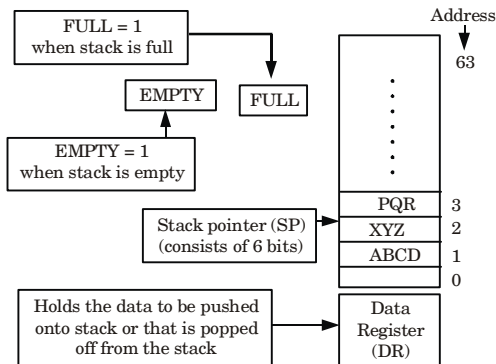 Address
FULL = 1
when stack is full
63
EMPTY
FULL
EMPTY = 1
when stack is empty
PQR 3
Stack pointer (SP)
(consists of 6 bits)
XYZ 2
ABCD 1
0
Holds the data to be pushed
onto stack or that is popped
off from the stack
Data
Register
(DR)